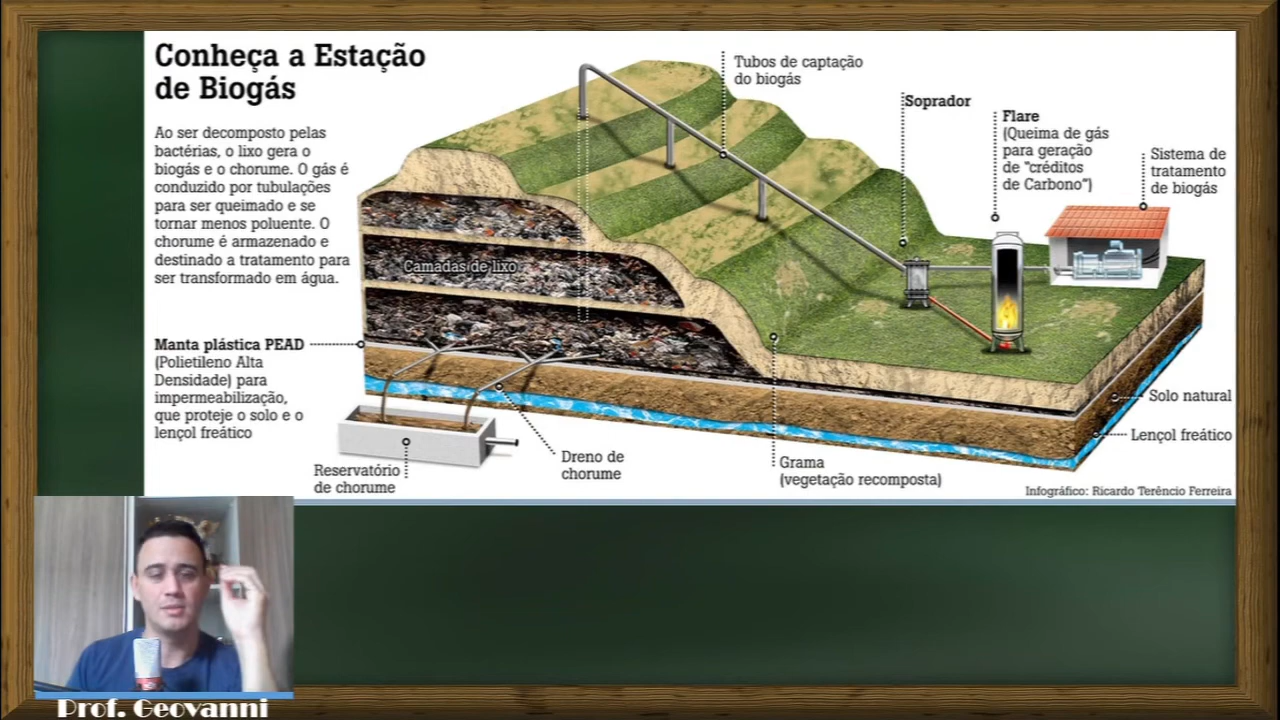 Conheça a Estação
de Biogás
Ao ser decomposto pelas
bactérias, o lixo gera o
biogás e o chorume. O gás é
conduzido por tubulações
para ser queimado e se
tornar menos poluente. O
chorume é armazenado e
destinado a tratamento para
ser transformado em água.
Tubos de captação
do biogás
Soprador
Flare
(Queima de gás
para geração
de "créditos
de Carbono")
Sistema de
tratamento
de biogás
Camadas de lixo
Manta plástica PEAD
(Polietileno Alta
Densidade) para
impermeabilização,
que proteje o solo e o
lençol freático
Reservatório
de chorume
Dreno de
chorume
Grama
(vegetação recomposta)
Solo natural
Lençol freático
Infográfico: Ricardo Terêncio Ferreira
Prof. Geovanni